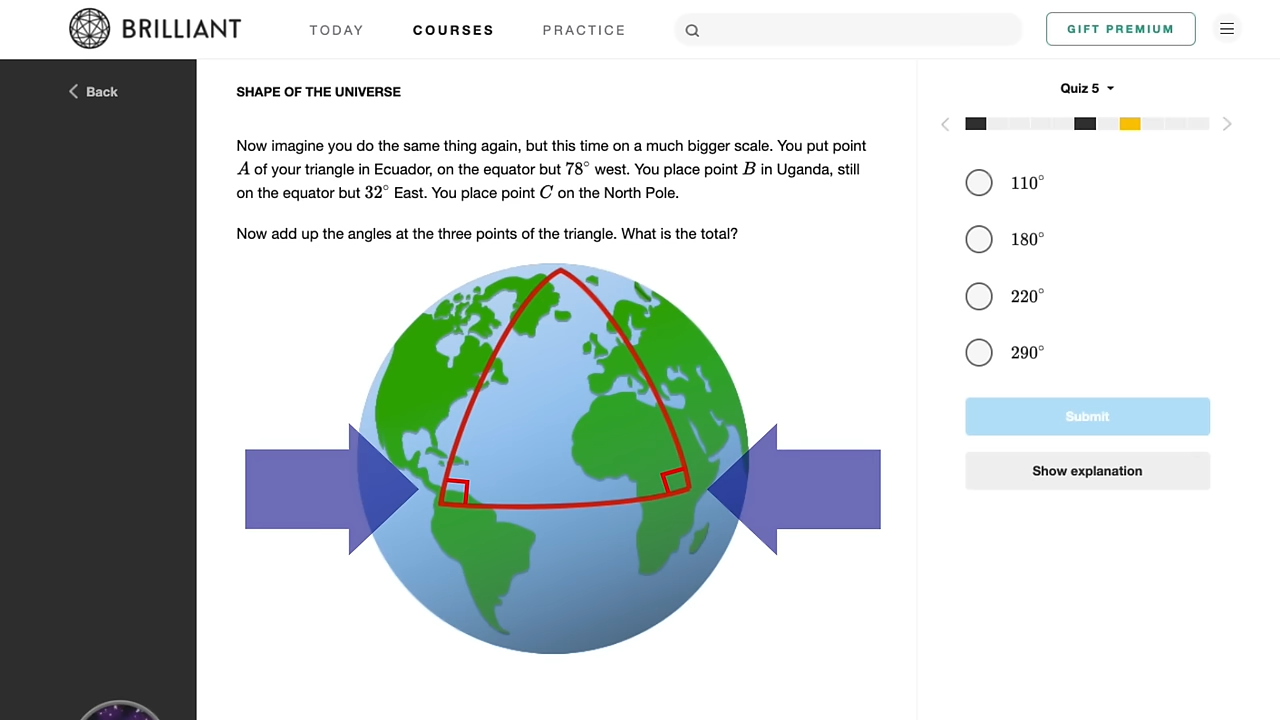 BRILLIANT
TODAY
COURSES
PRACTICE
GIFT PREMIUM
Back
SHAPE OF THE UNIVERSE
Now imagine you do the same thing again, but this time on a much bigger scale. You put point
A of your triangle in Ecuador, on the equator but 78° west. You place point B in Uganda, still
on the equator but 32° East. You place point C on the North Pole.
Now add up the angles at the three points of the triangle. What is the total?
Quiz 5
110°
180°
220°
290°
Submit
Show explanation